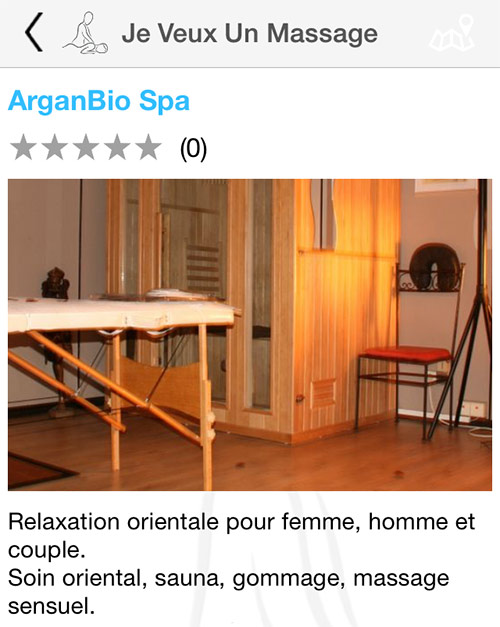 Je Veux Un Massage
ArganBio Spa
(0)
Relaxation orientale pour femme, homme et
couple.
Soin oriental, sauna, gommage, massage
sensuel.